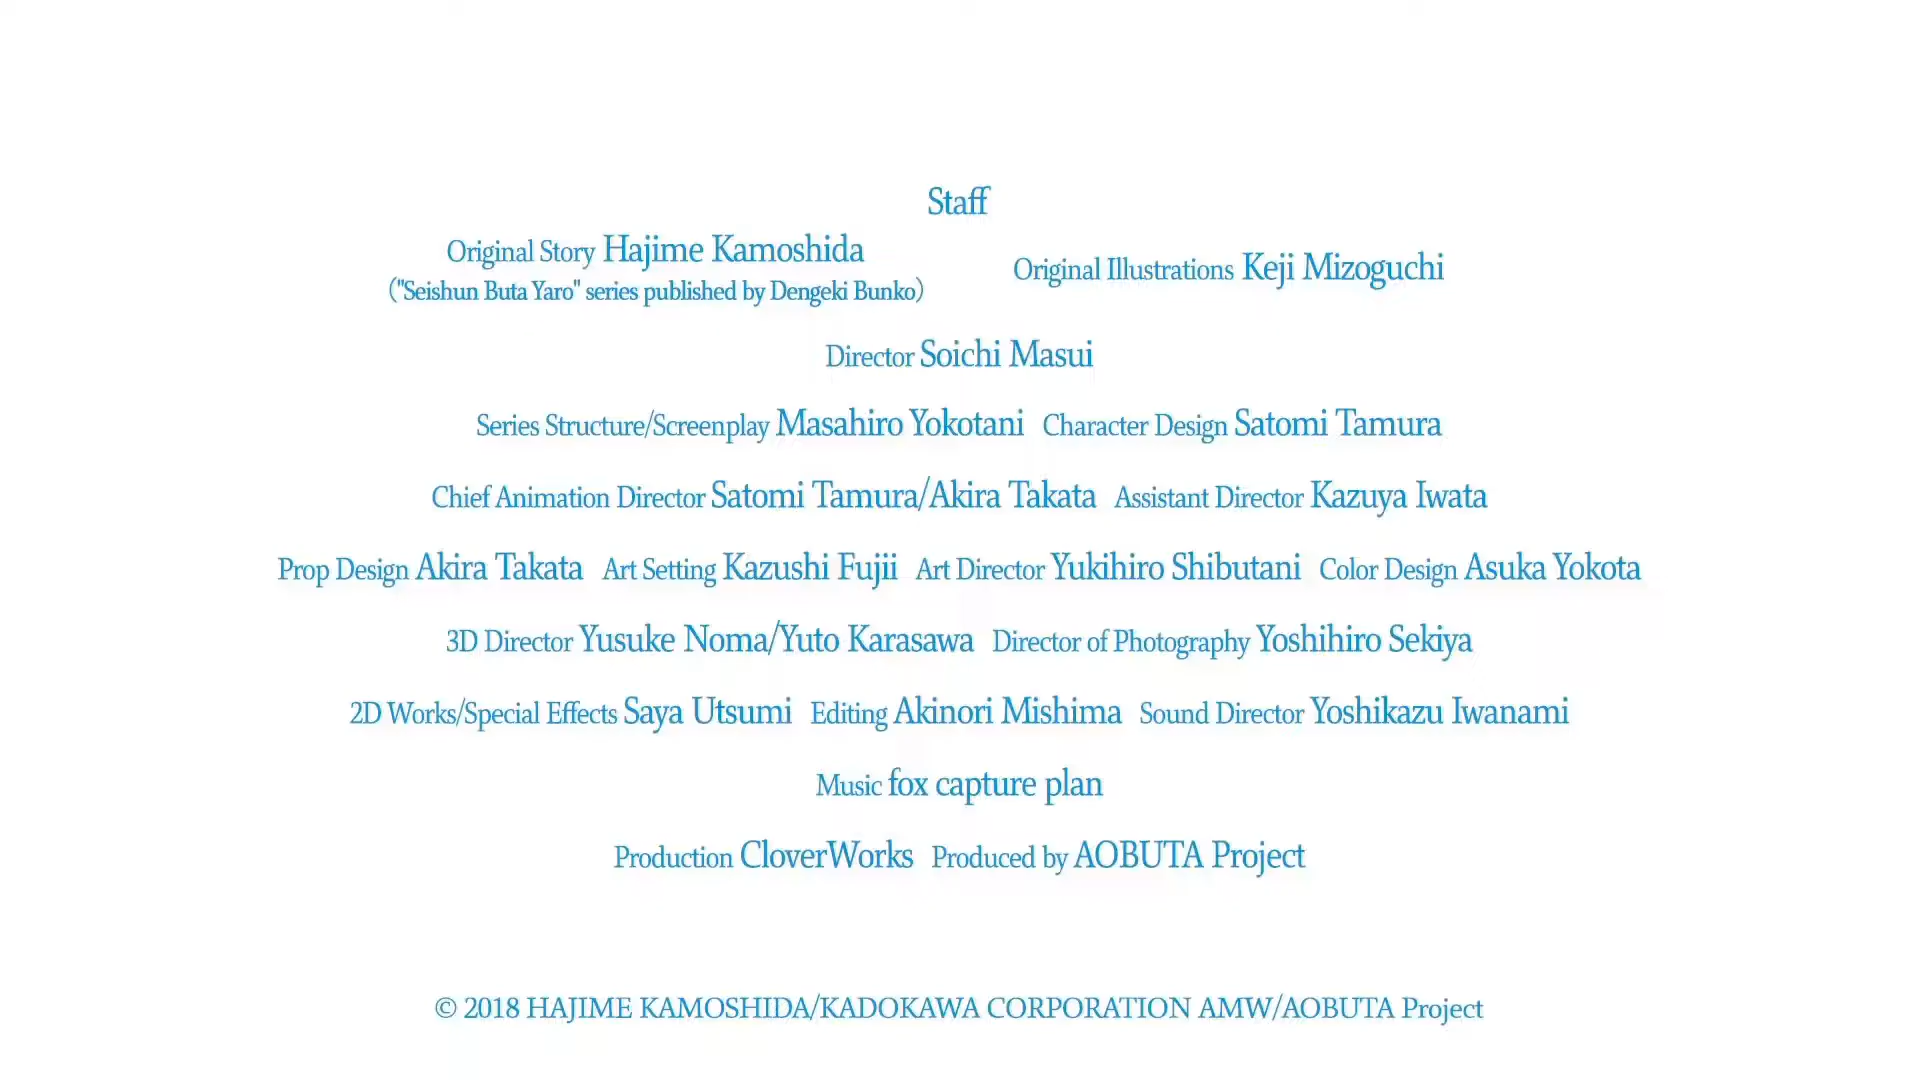 Staff
Original Story Hajime Kamoshida
("Seishun Buta Yaro" series published by Dengeki Bunko)
Original Illustrations Keji Mizoguchi
Director Soichi Masui
Series Structure/Screenplay Masahiro Yokotani Character Design Satomi Tamura
Chief Animation Director Satomi Tamura/Akira Takata Assistant Director Kazuya Iwata
Prop Design Akira Takata Art Setting Kazushi Fujii Art Director Yukihiro Shibutani Color Design Asuka Yokota
3D Director Yusuke Noma/Yuto Karasawa Director of Photography Yoshihiro Sekiya
2D Works/Special Effects Saya Utsumi Editing Akinori Mishima Sound Director Yoshikazu Iwanami
Music fox capture plan
Production CloverWorks Produced by AOBUTA Project
© 2018 HAJIME KAMOSHIDA/KADOKAWA CORPORATION AMW/AOBUTA Project